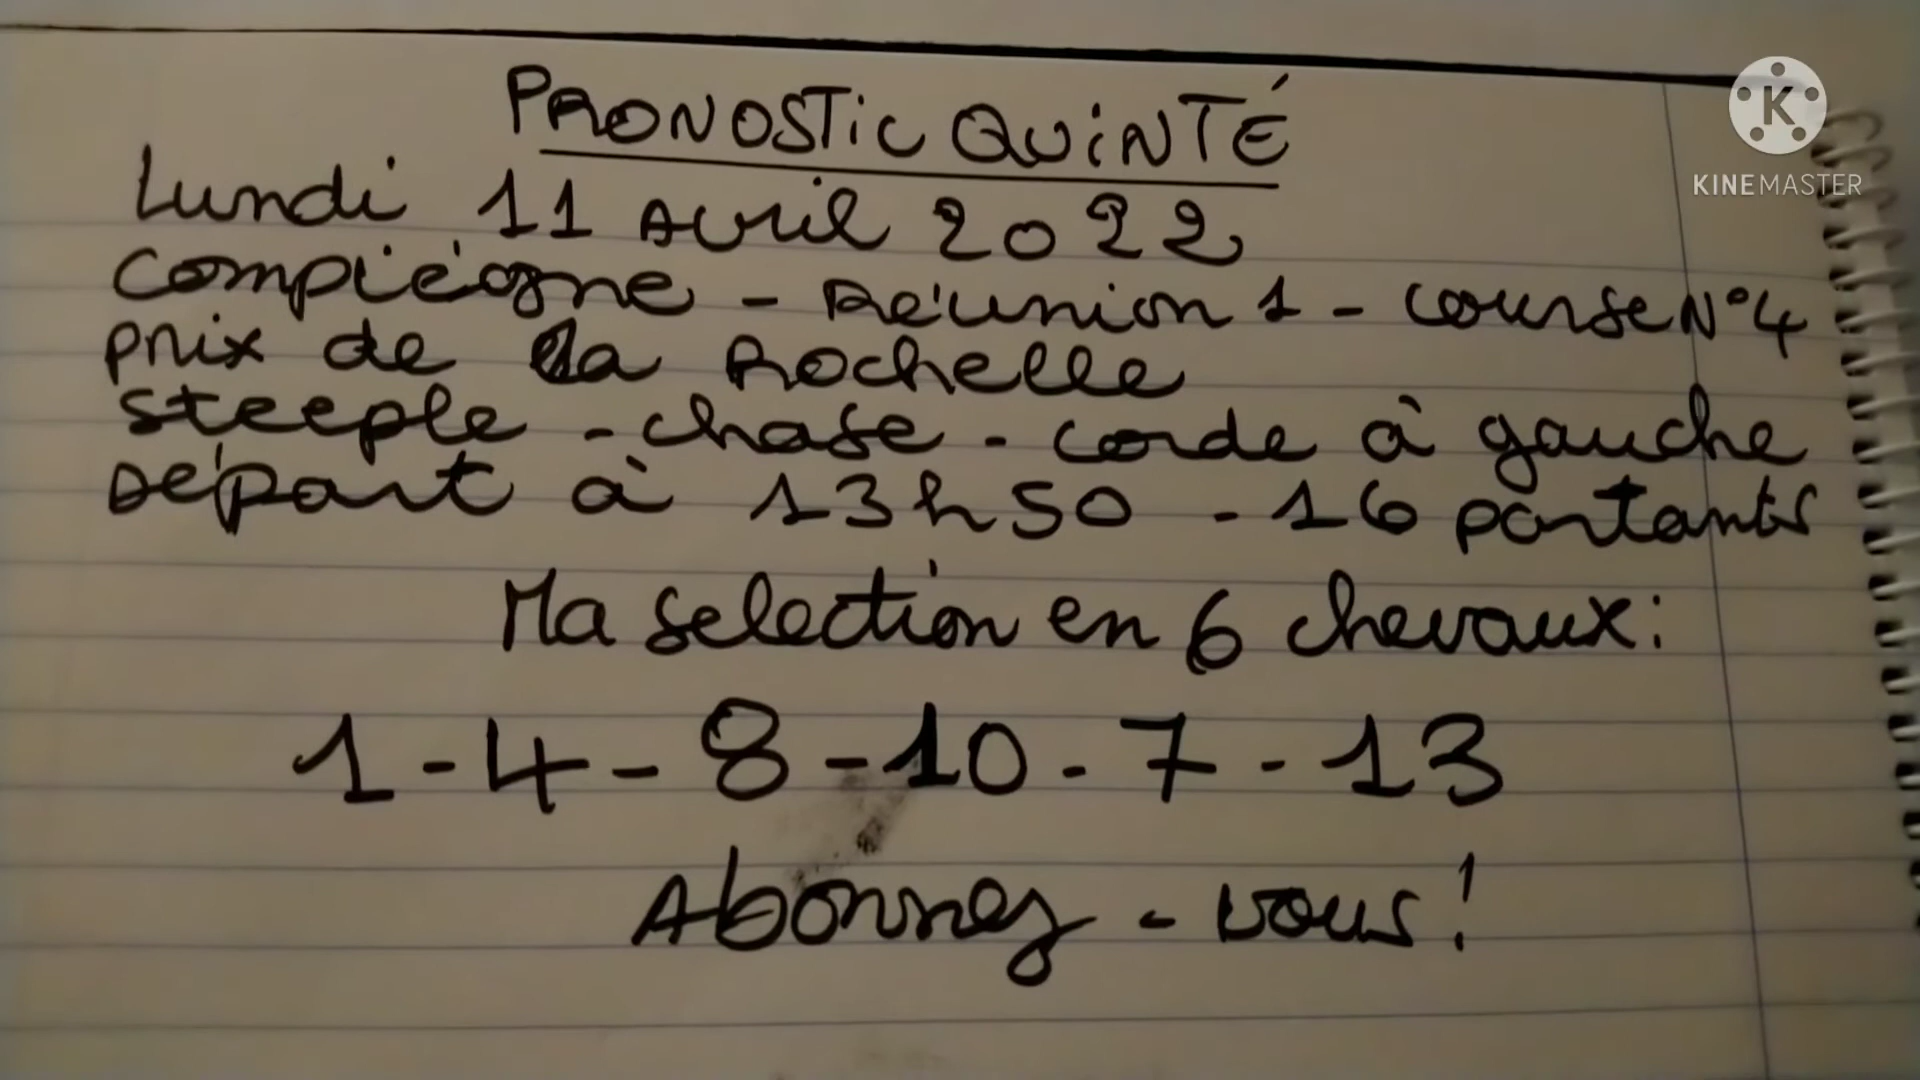 PRONOSTiC QUiNTÉ
Lundi 11 Avril 2022
Compiéogne - Réunion 1 - course N°4
prix de La Rochelle
steeple - chase - corde à gauche
Départ à 13h50 - 16 partants
Ma sélection en 6 chevaux:
1 - 4 - 8 - 10 - 7 - 13
Abonnez - vous!
K
KINEMASTER